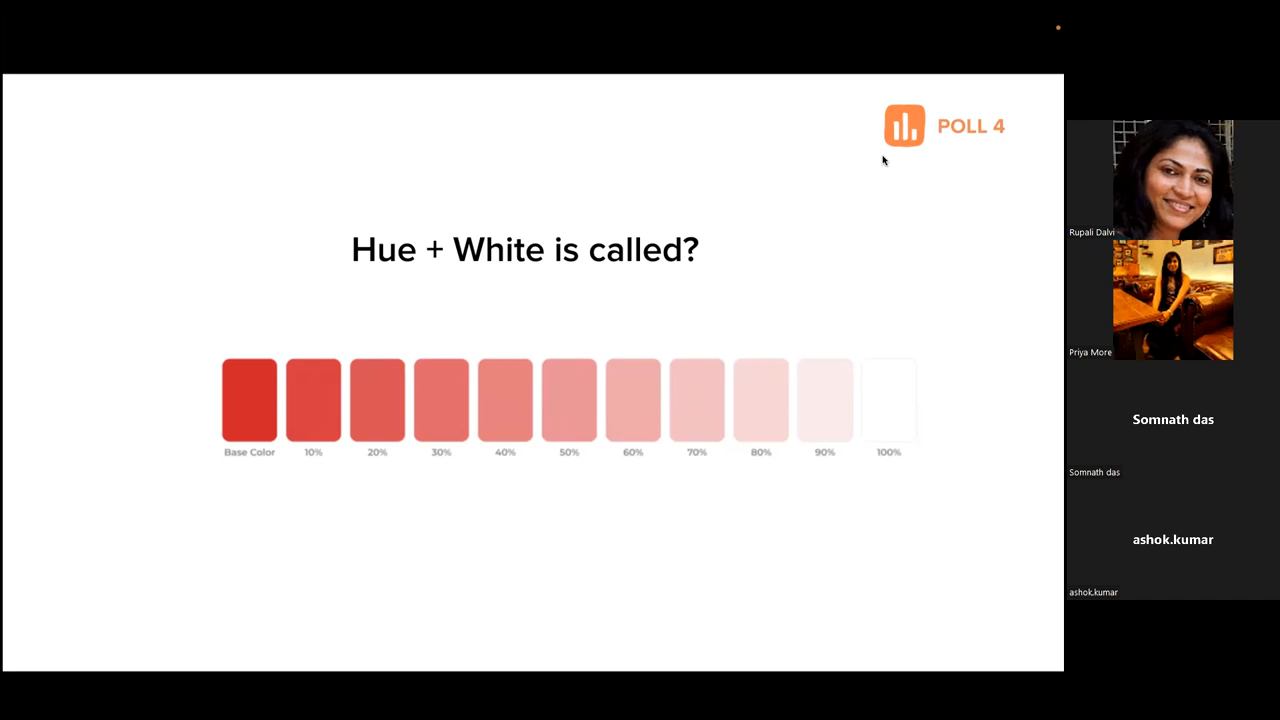 POLL 4
Hue + White is called?
Base Color 10% 20% 30% 40% 50% 60% 70% 80% 90% 100%
Rupali Dalvi
Priya More
Somnath das
Somnath das
ashok.kumar
ashok.kumar